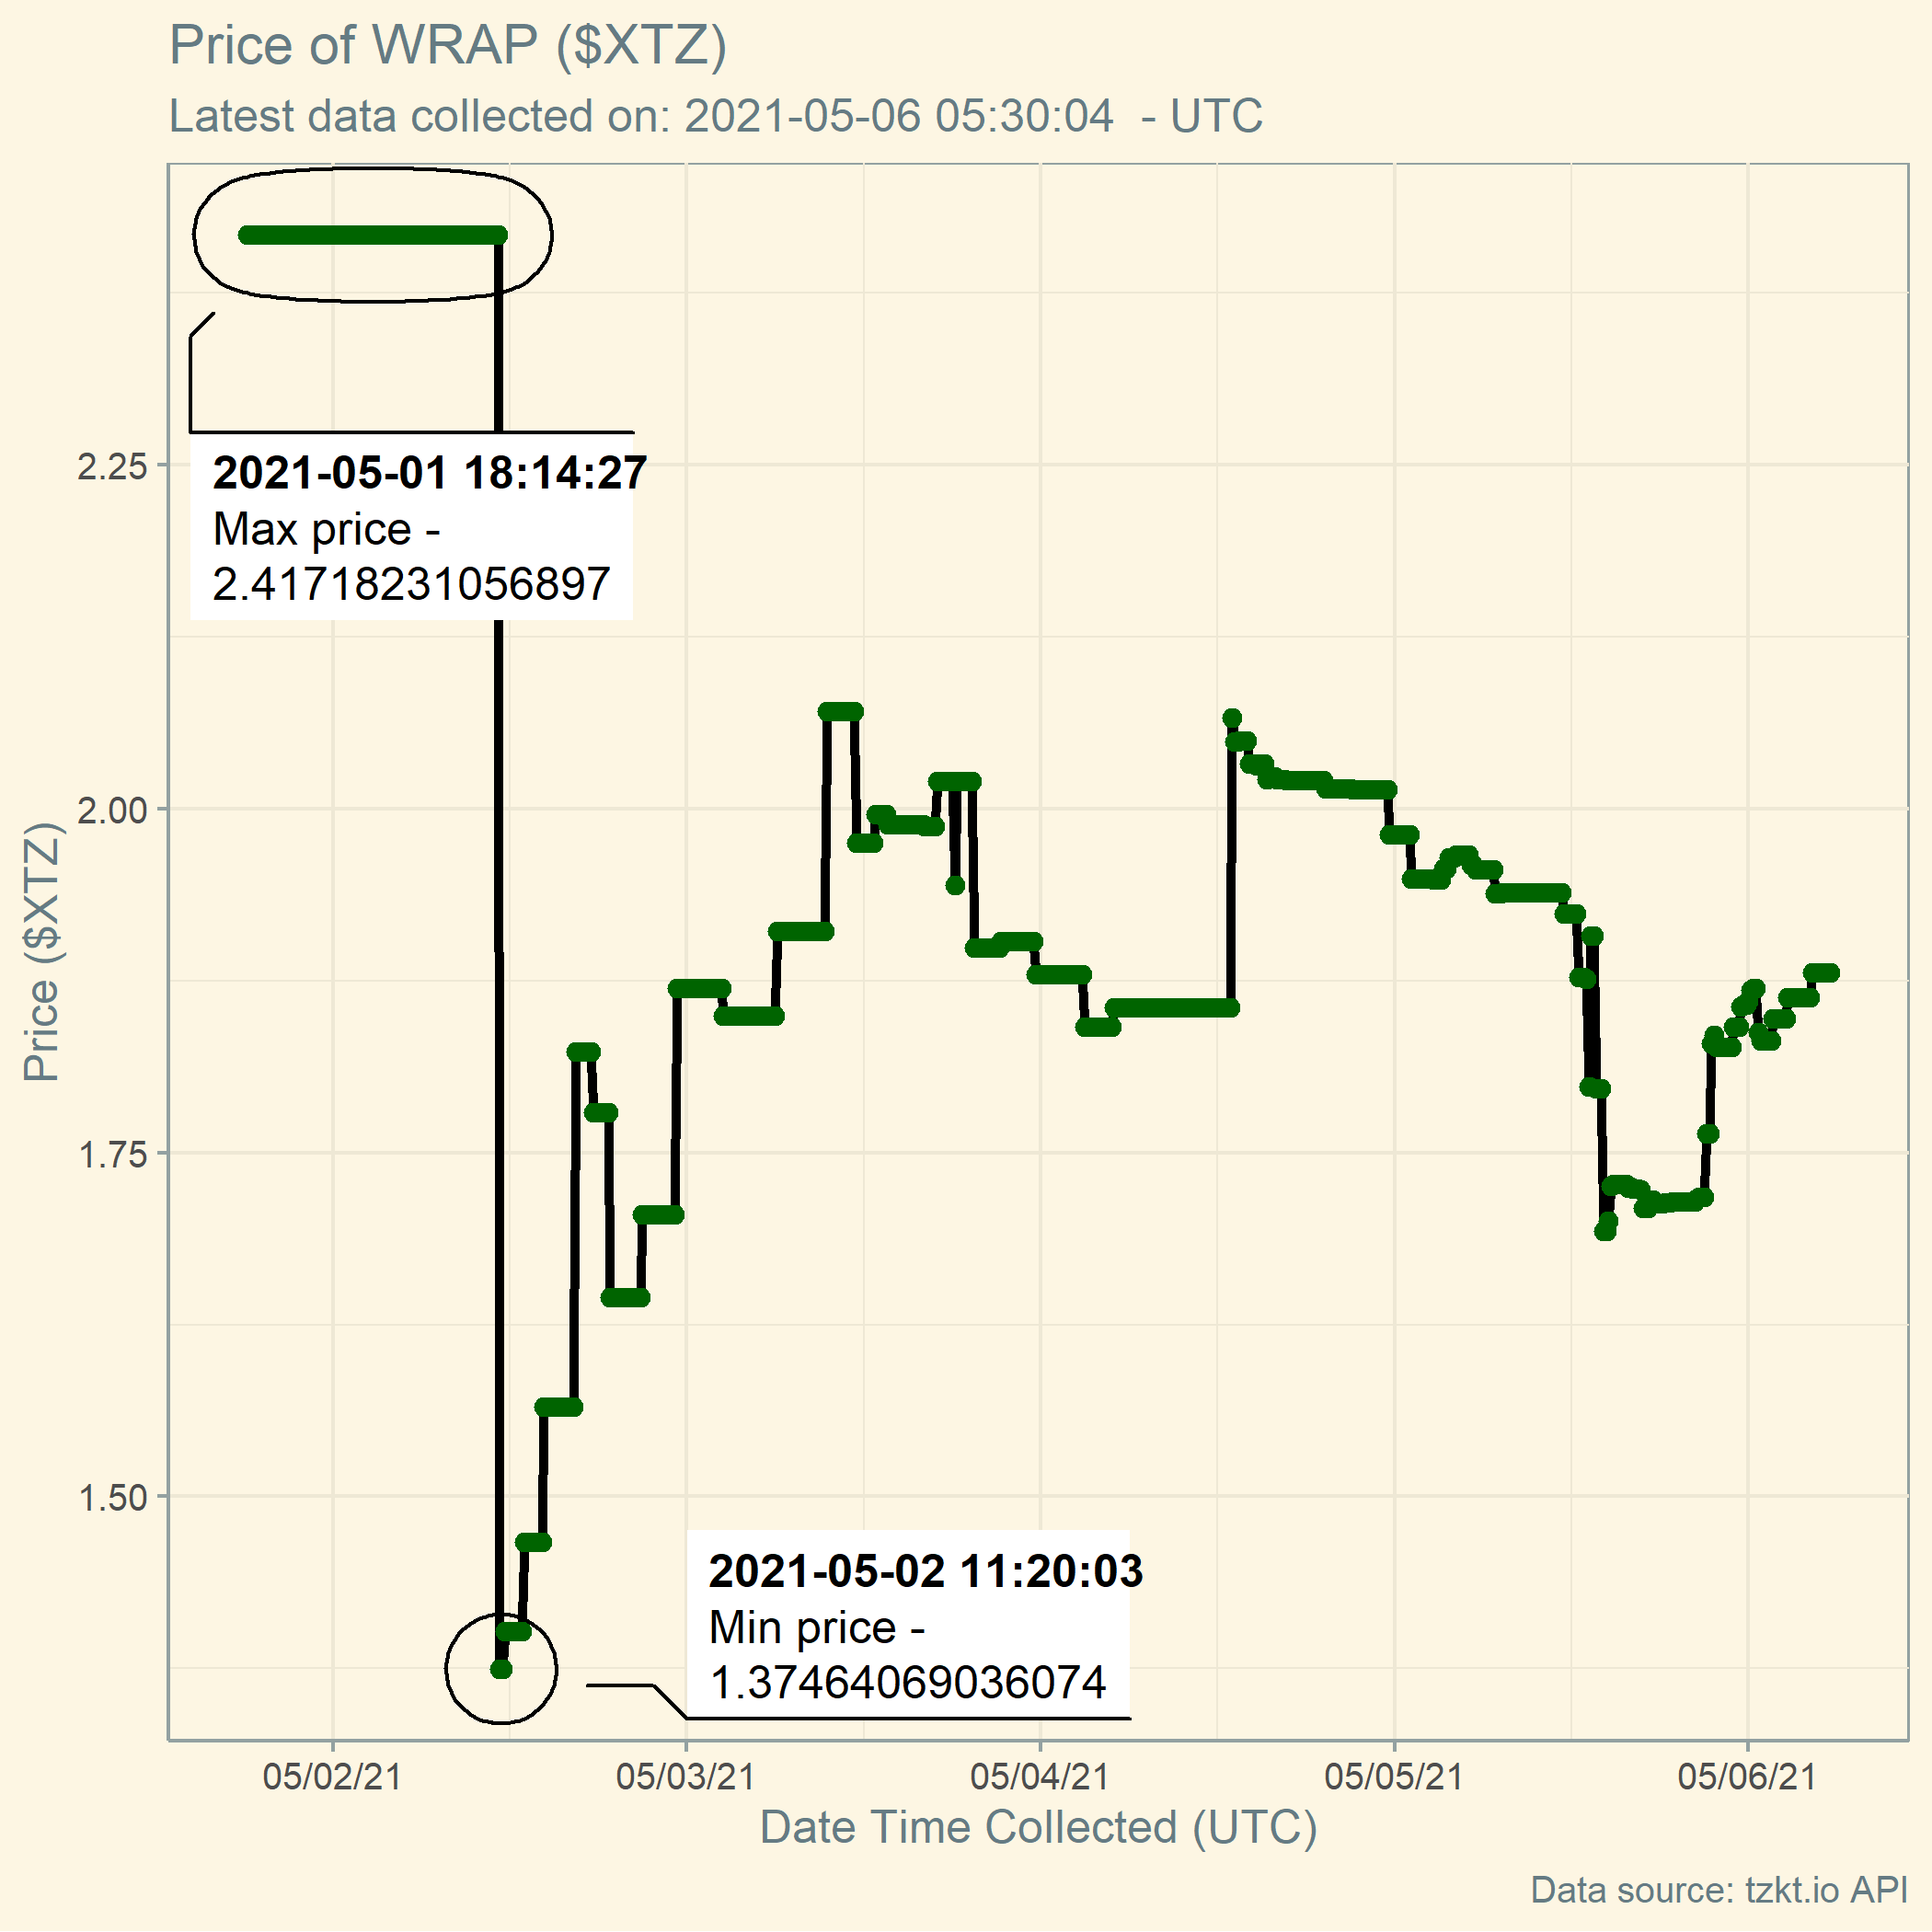 Price of WRAP ($XTZ)
Latest data collected on: 2021-05-06 05:30:04  - UTC
2021-05-01 18:14:27
Max price -
2.417182310568​97
2021-05-02 11:20:03
Min price -
1.37464069036074
Price ($XTZ)
2.25
2.00
1.75
1.50
05/02/21
05/03/21
05/04/21
05/05/21
05/06/21
Date Time Collected (UTC)
Data source: tzkt.io API